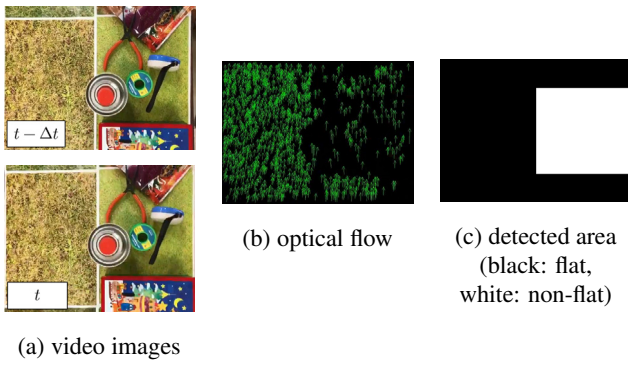 t − Δt
t
(a) video images
(b) optical flow
(c) detected area
(black: flat,
white: non-flat)